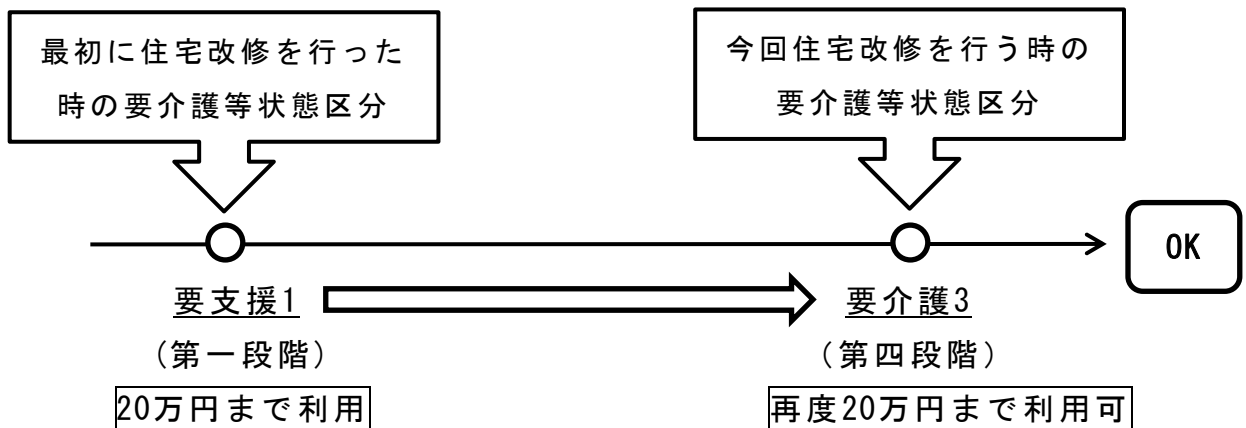 最初に住宅改修を行った
時の要介護等状態区分
今回住宅改修を行う時の
要介護等状態区分
OK
要支援1
要介護3
(第一段階)
(第四段階)
20万円まで利用
再度20万円まで利用可